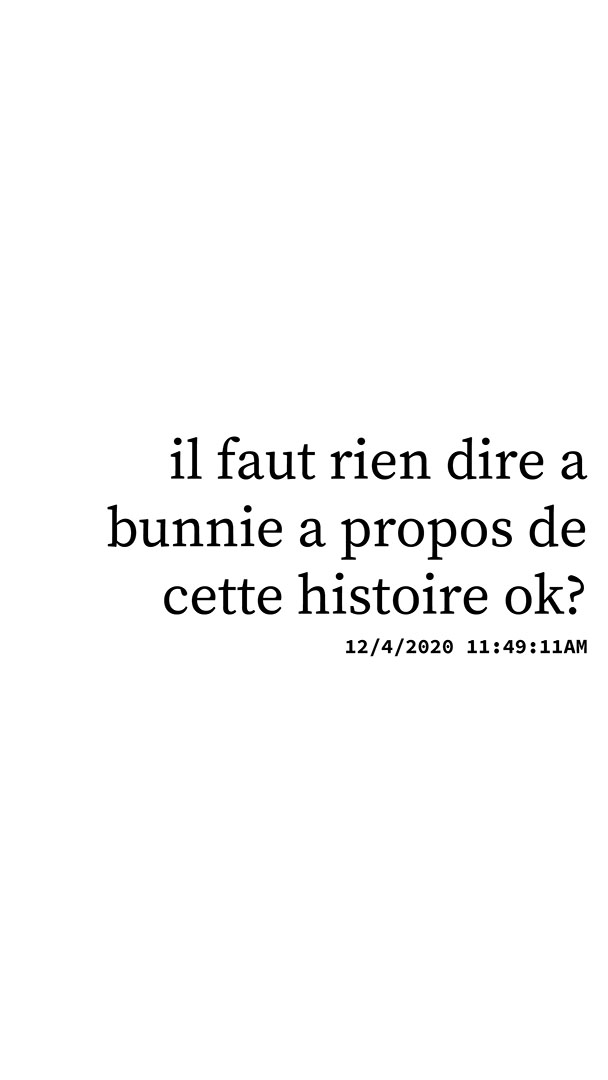 il faut rien dire a
bunnie a propos de
cette histoire ok?
12/4/2020 11:49:11AM